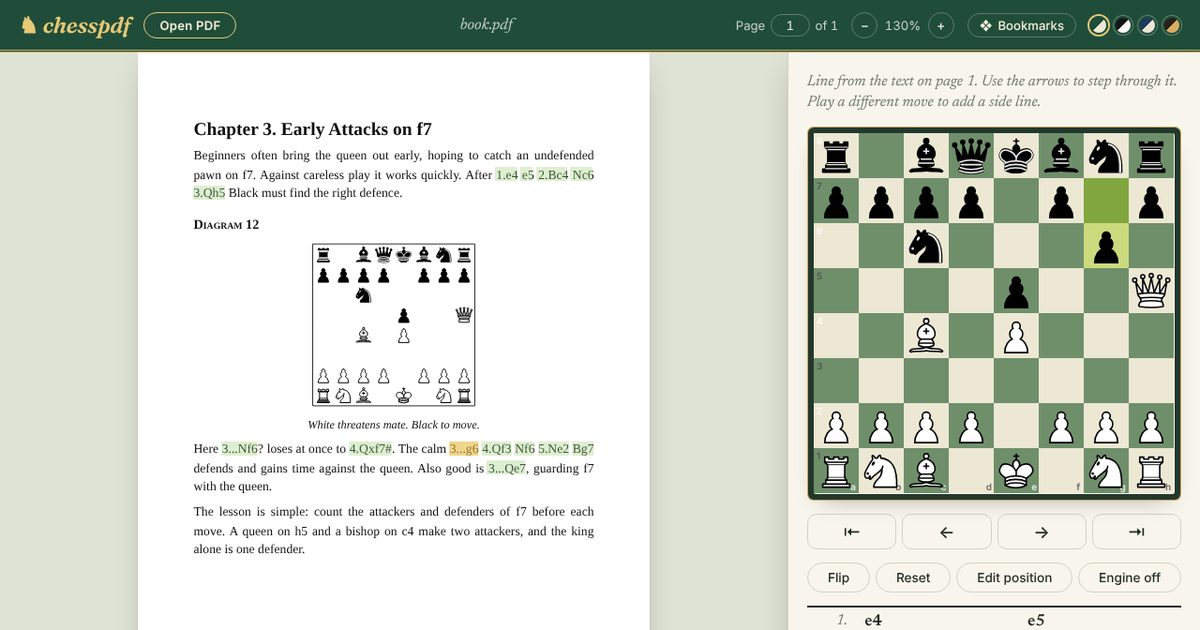 chesspdf
Open PDF
book.pdf
Page 1 of 1
− 130% +
Bookmarks
Line from the text on page 1. Use the arrows to step through it.
Play a different move to add a side line.
Chapter 3. Early Attacks on f7
Beginners often bring the queen out early, hoping to catch an undefended
pawn on f7. Against careless play it works quickly. After 1.e4 e5 2.Bc4 Nc6
3.Qh5 Black must find the right defence.
Diagram 12
White threatens mate. Black to move.
Here 3...Nf6? loses at once to 4.Qxf7#. The calm 3...g6 4.Qf3 Nf6 5.Ne2 Bg7
defends and gains time against the queen. Also good is 3...Qe7, guarding f7
with the queen.
The lesson is simple: count the attackers and defenders of f7 before each
move. A queen on h5 and a bishop on c4 make two attackers, and the king
alone is one defender.
7
6
5
4
3
2
1
a b c d e f g h
Flip
Reset
Edit position
Engine off
1. e4 e5